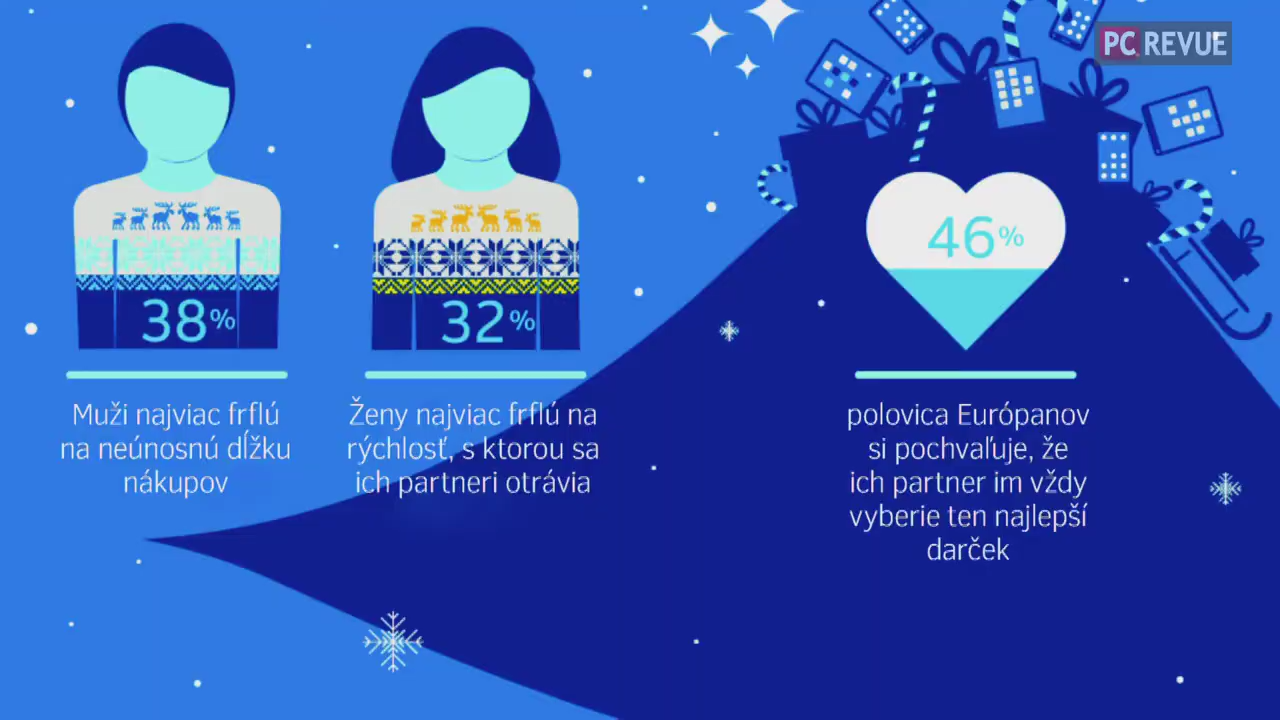 PC REVUE
38%
Muži najviac frflú
na neúnosnú dĺžku
nákupov
32%
Ženy najviac frflú na
rýchlosť, s ktorou sa
ich partneri otrávia
46%
polovica Európanov
si pochvaľuje, že
ich partner im vždy
vyberie ten najlepší
darček